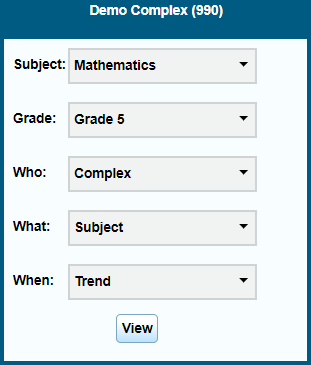 Demo Complex (990)
Subject: Mathematics
Grade: Grade 5
Who: Complex
What: Subject
When: Trend
View